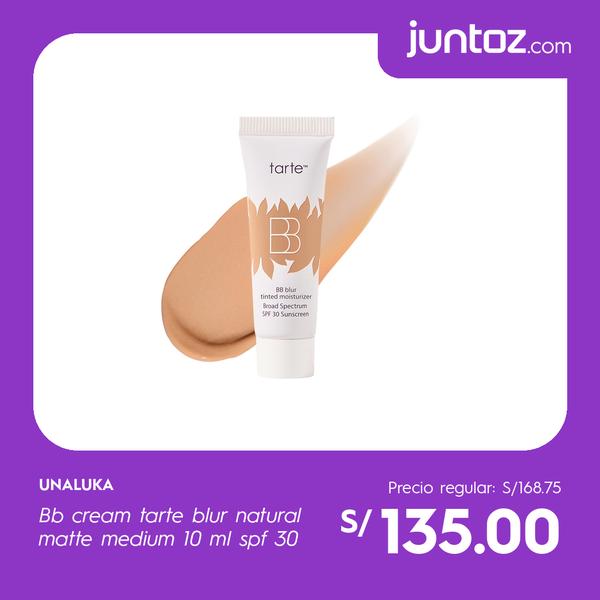 juntoz.com
tarte™
BB
BB blur
tinted moisturizer
Broad Spectrum
SPF 30 Sunscreen
UNALUKA
Bb cream tarte blur natural
matte medium 10 ml spf 30
Precio regular: S/168.75
S/135.00